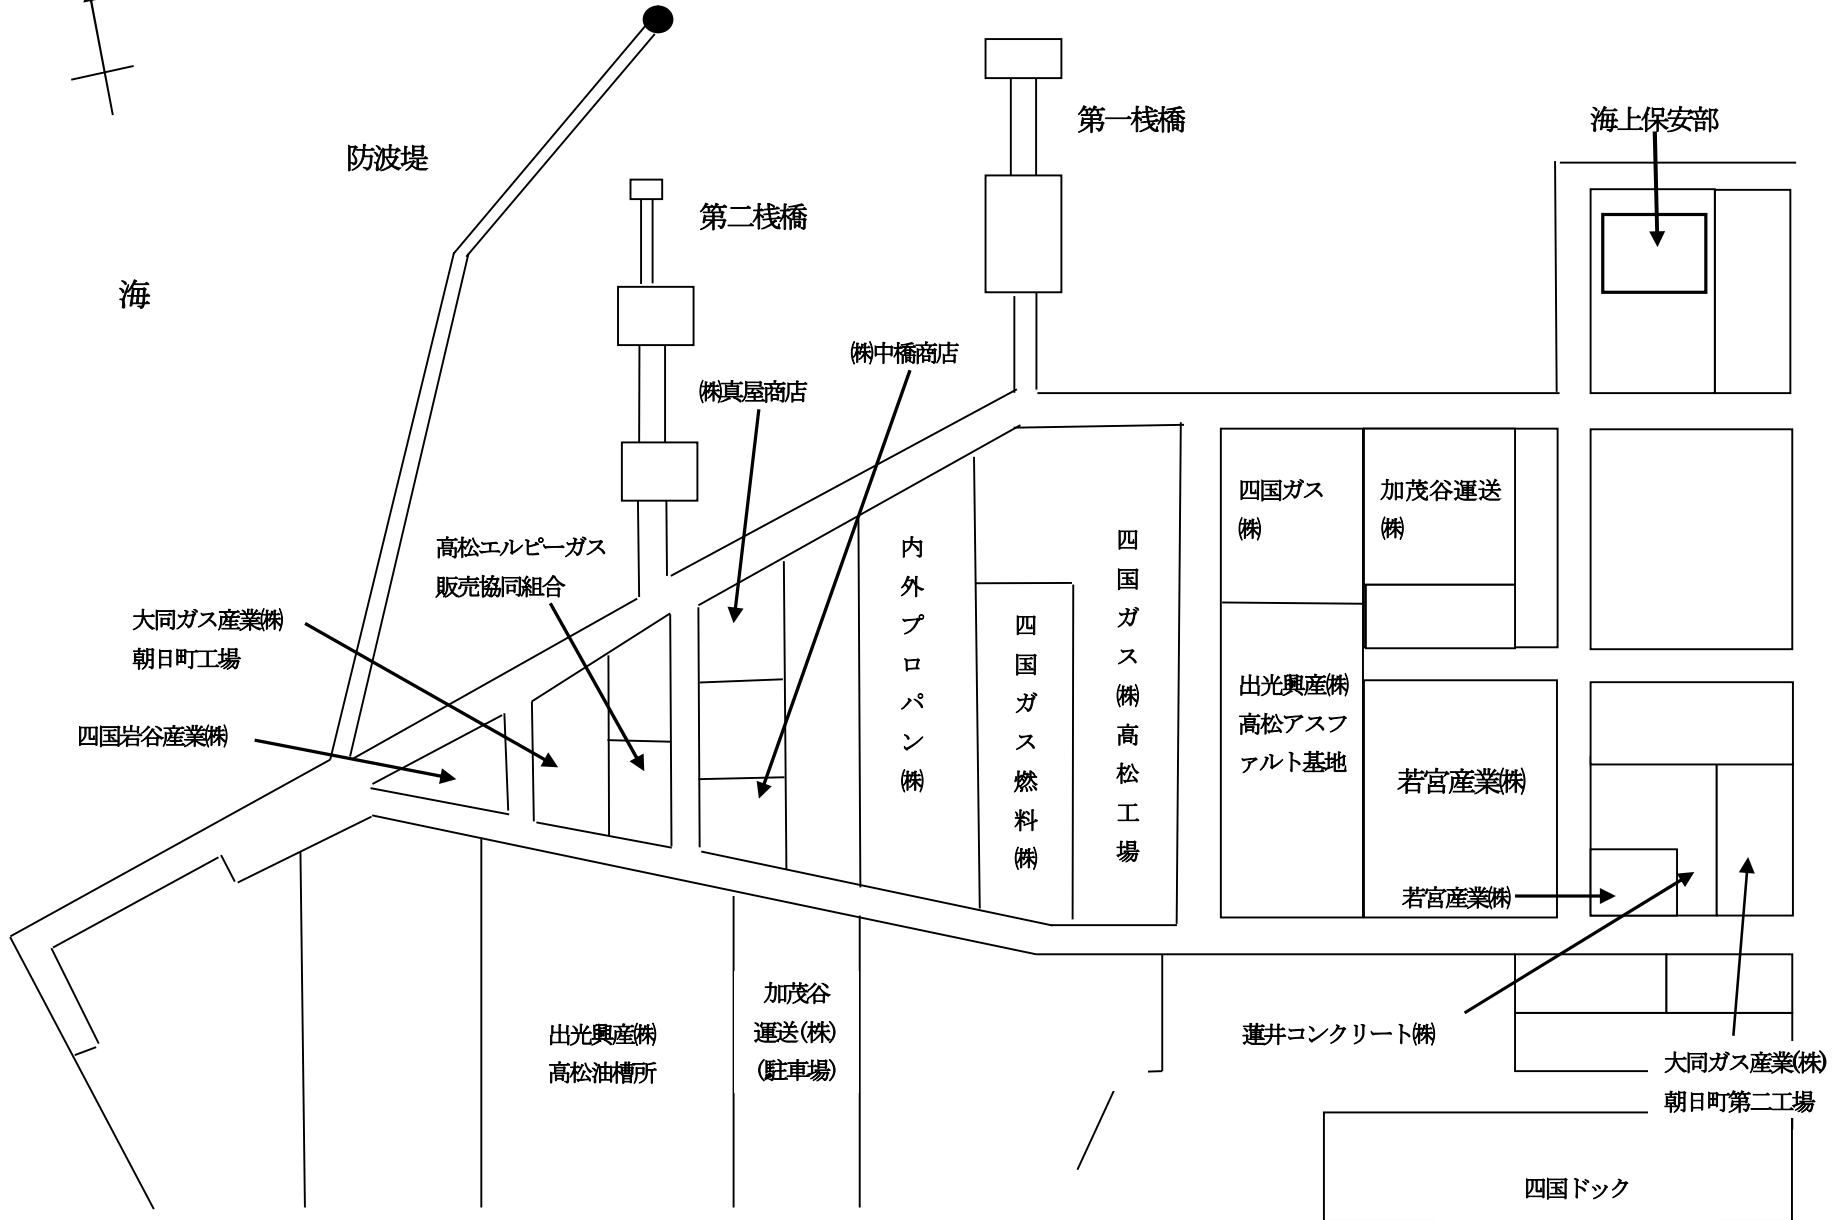 第一桟橋
海上保安部
防波堤
第二桟橋
海
㈱中橋商店
㈱真屋商店
高松エルピーガス
販売協同組合
大同ガス産業㈱
朝日町工場
四国岩谷産業㈱
内外プロパン㈱
四国ガス燃料㈱
四国ガス㈱高松工場
四国ガス
㈱
加茂谷運送
㈱
出光興産㈱
高松アスフ
ァルト基地
若宮産業㈱
若宮産業㈱
出光興産㈱
高松油槽所
加茂谷
運送(株)
(駐車場)
蓮井コンクリート㈱
大同ガス産業(株)
朝日町第二工場
四国ドック